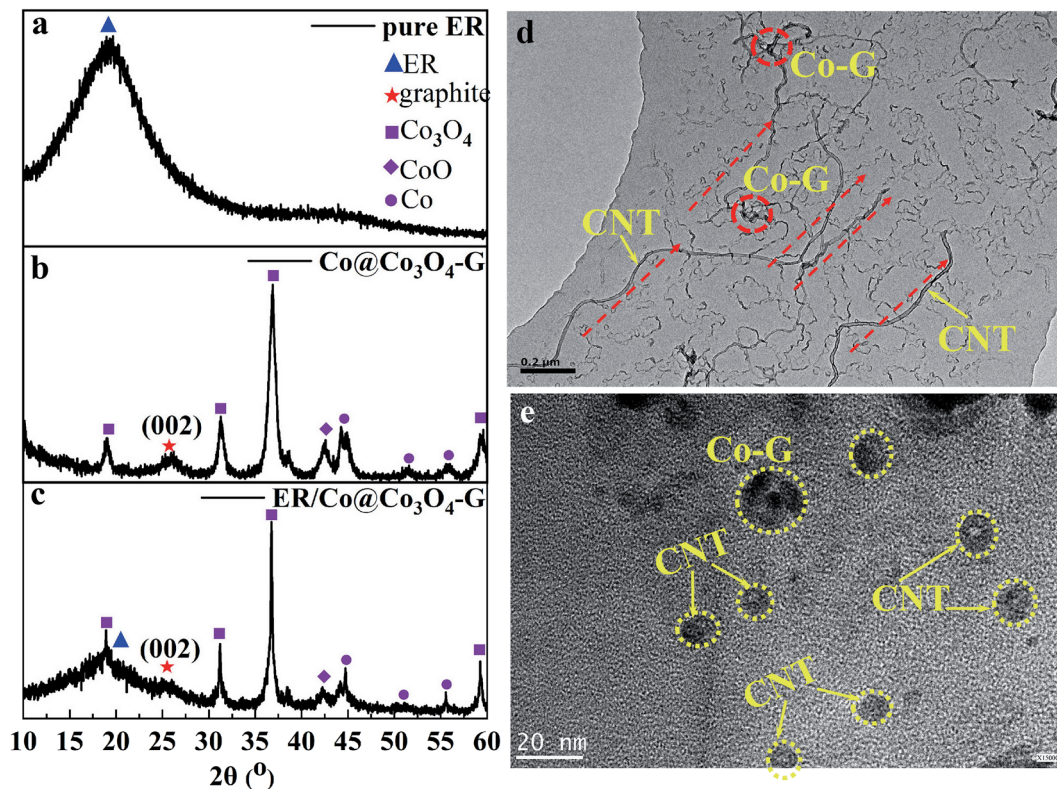 a
pure ER
ER
graphite
Co₃O₄
CoO
Co
b
Co@Co₃O₄-G
(002)
c
ER/Co@Co₃O₄-G
(002)
10 15 20 25 30 35 40 45 50 55 60
2θ (°)
d
Co-G
Co-G
CNT
CNT
0.2 μm
e
Co-G
CNT
CNT
CNT
20 nm